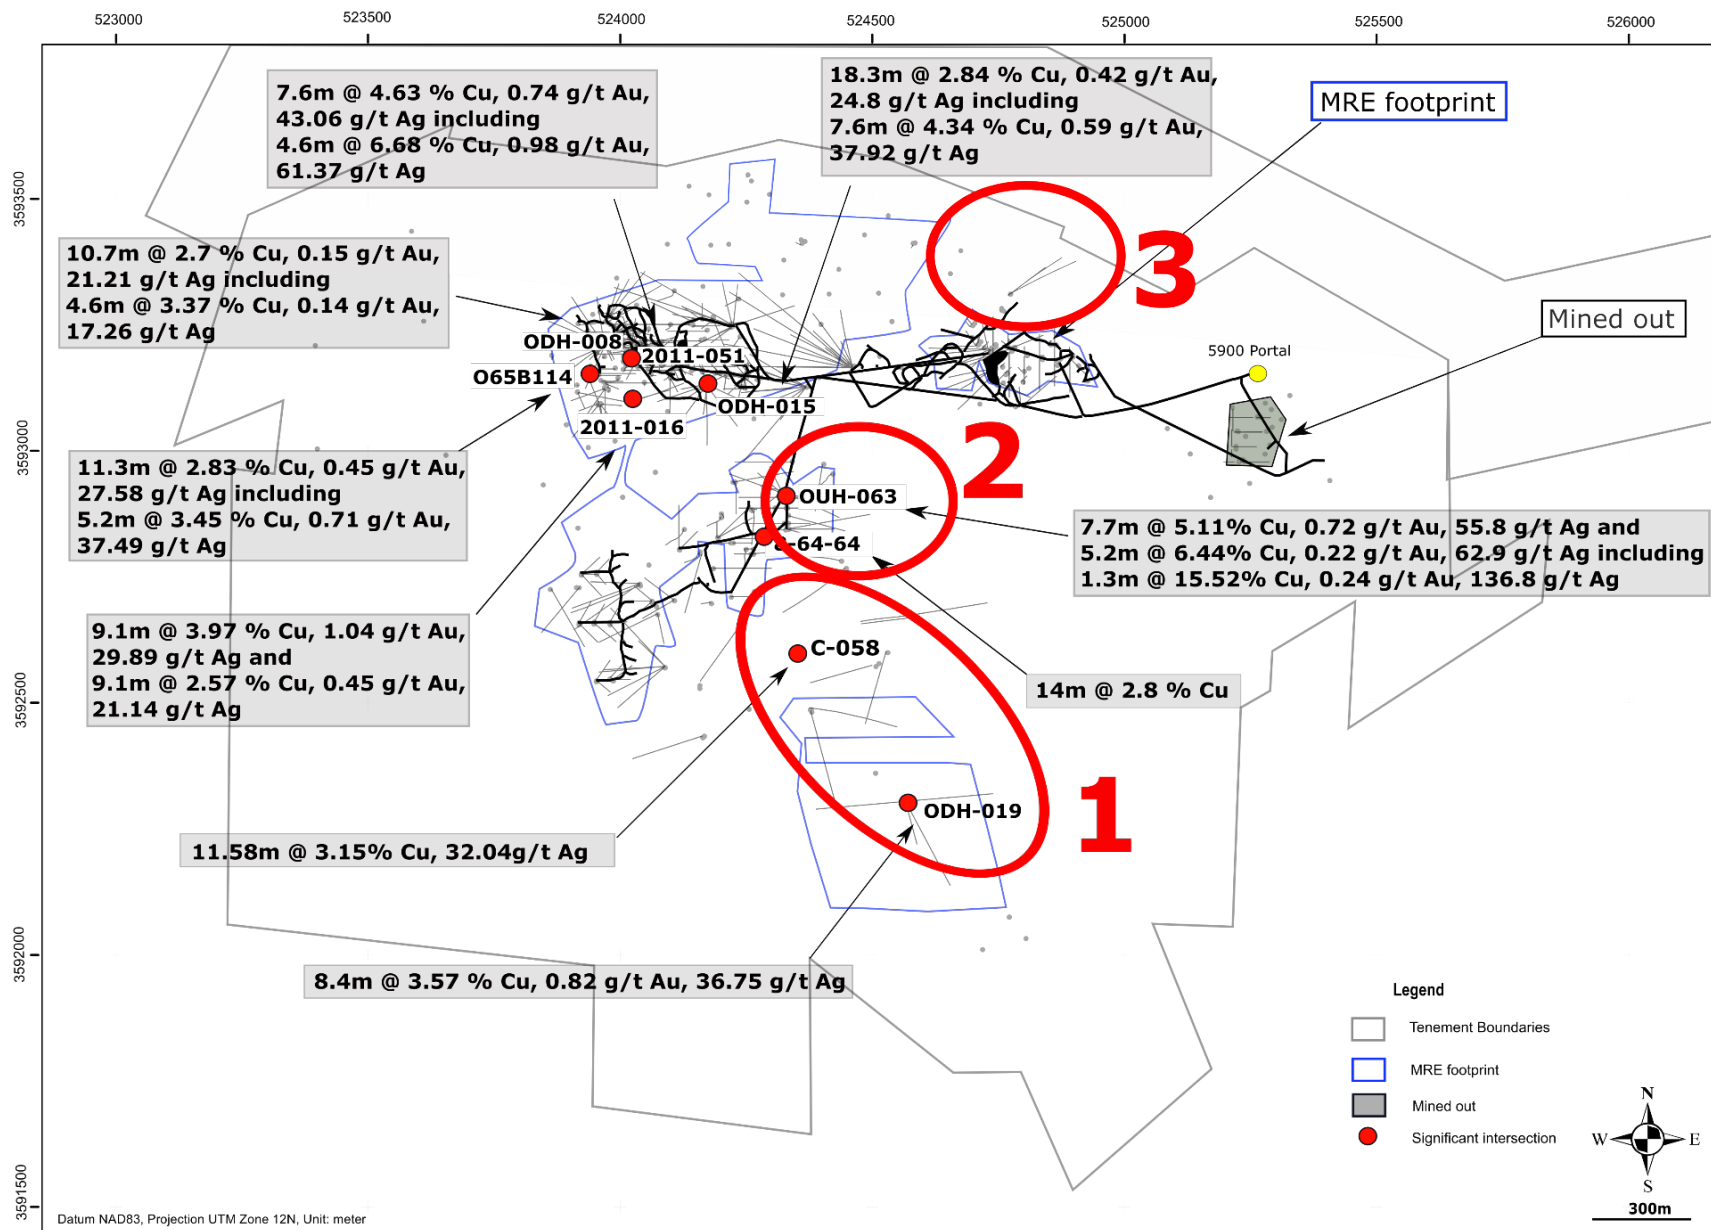 523000
523500
524000
524500
525000
525500
526000
3593500
3593000
3592500
3592000
3591500
7.6m @ 4.63 % Cu, 0.74 g/t Au,
43.06 g/t Ag including
4.6m @ 6.68 % Cu, 0.98 g/t Au,
61.37 g/t Ag
18.3m @ 2.84 % Cu, 0.42 g/t Au,
24.8 g/t Ag including
7.6m @ 4.34 % Cu, 0.59 g/t Au,
37.92 g/t Ag
MRE footprint
10.7m @ 2.7 % Cu, 0.15 g/t Au,
21.21 g/t Ag including
4.6m @ 3.37 % Cu, 0.14 g/t Au,
17.26 g/t Ag
3
Mined out
5900 Portal
ODH-008
2011-051
O65B114
ODH-015
2011-016
2
11.3m @ 2.83 % Cu, 0.45 g/t Au,
27.58 g/t Ag including
5.2m @ 3.45 % Cu, 0.71 g/t Au,
37.49 g/t Ag
OUH-063
8-64-64
7.7m @ 5.11% Cu, 0.72 g/t Au, 55.8 g/t Ag and
5.2m @ 6.44% Cu, 0.22 g/t Au, 62.9 g/t Ag including
1.3m @ 15.52% Cu, 0.24 g/t Au, 136.8 g/t Ag
9.1m @ 3.97 % Cu, 1.04 g/t Au,
29.89 g/t Ag and
9.1m @ 2.57 % Cu, 0.45 g/t Au,
21.14 g/t Ag
C-058
14m @ 2.8 % Cu
1
ODH-019
11.58m @ 3.15% Cu, 32.04g/t Ag
8.4m @ 3.57 % Cu, 0.82 g/t Au, 36.75 g/t Ag
Legend
Tenement Boundaries
MRE footprint
Mined out
Significant intersection
N
W
E
S
300m
Datum NAD83, Projection UTM Zone 12N, Unit: meter